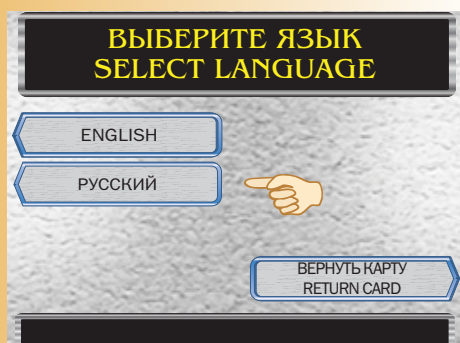 ВЫБЕРИТЕ ЯЗЫК
SELECT LANGUAGE
ENGLISH
РУССКИЙ
ВЕРНУТЬ КАРТУ
RETURN CARD